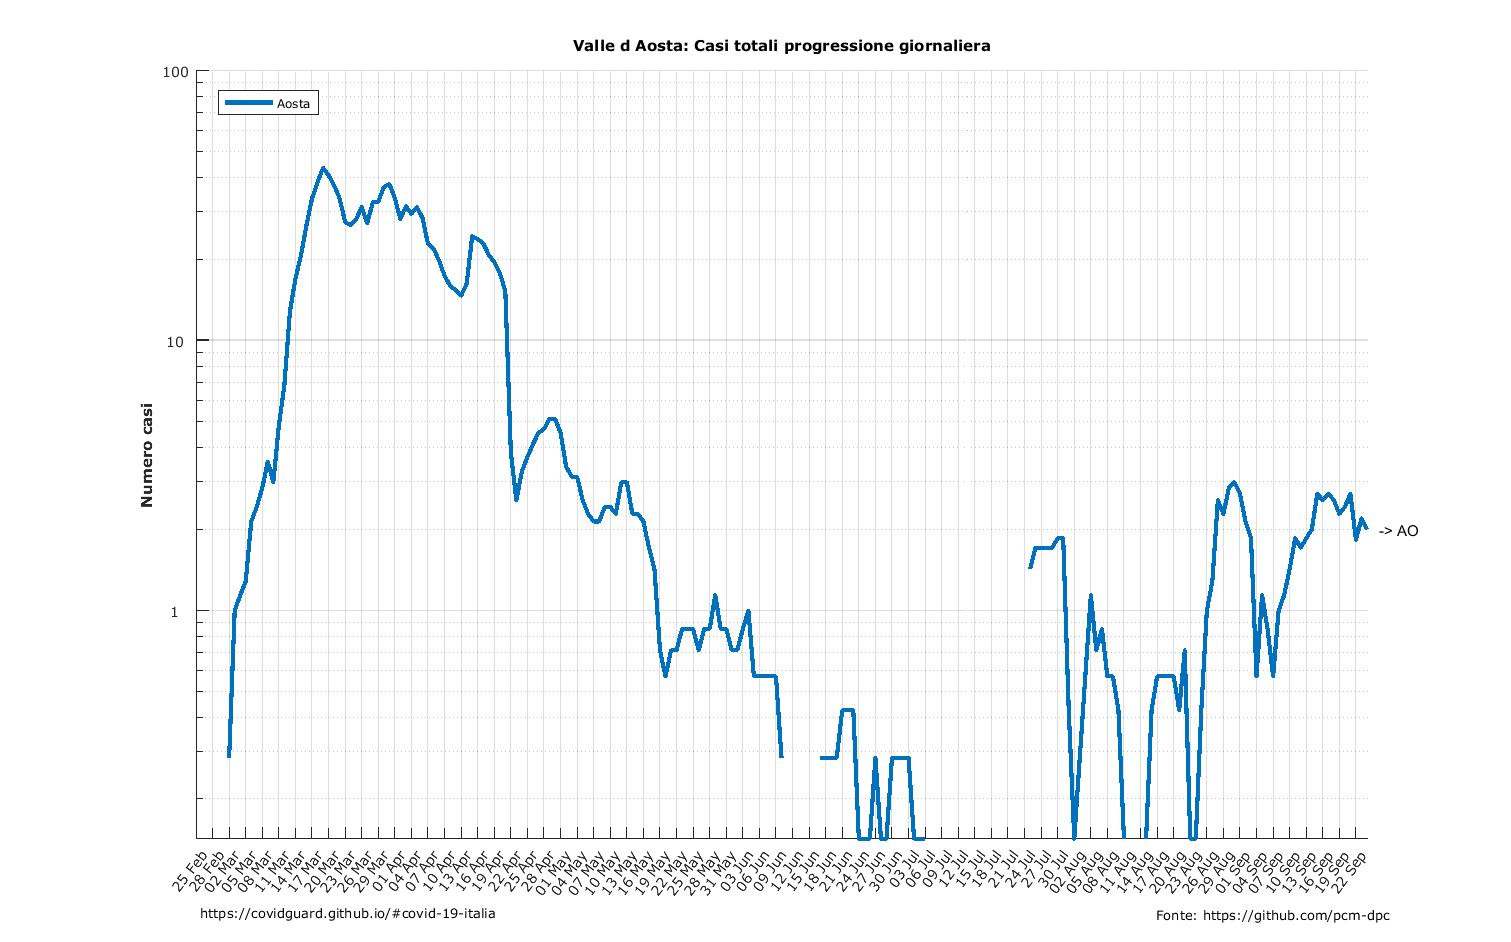 Valle d Aosta: Casi totali progressione giornaliera
100
Aosta
10
Numero casi
1
-> AO
25 Feb
28 Feb
02 Mar
05 Mar
08 Mar
11 Mar
14 Mar
17 Mar
20 Mar
23 Mar
26 Mar
29 Mar
01 Apr
04 Apr
07 Apr
10 Apr
13 Apr
16 Apr
19 Apr
22 Apr
25 Apr
28 Apr
01 May
04 May
07 May
10 May
13 May
16 May
19 May
22 May
25 May
28 May
31 May
03 Jun
06 Jun
09 Jun
12 Jun
15 Jun
18 Jun
21 Jun
24 Jun
27 Jun
30 Jun
03 Jul
06 Jul
09 Jul
12 Jul
15 Jul
18 Jul
21 Jul
24 Jul
27 Jul
30 Jul
02 Aug
05 Aug
08 Aug
11 Aug
14 Aug
17 Aug
20 Aug
23 Aug
26 Aug
29 Aug
01 Sep
04 Sep
07 Sep
10 Sep
13 Sep
16 Sep
19 Sep
22 Sep
https://covidguard.github.io/#covid-19-italia
Fonte: https://github.com/pcm-dpc